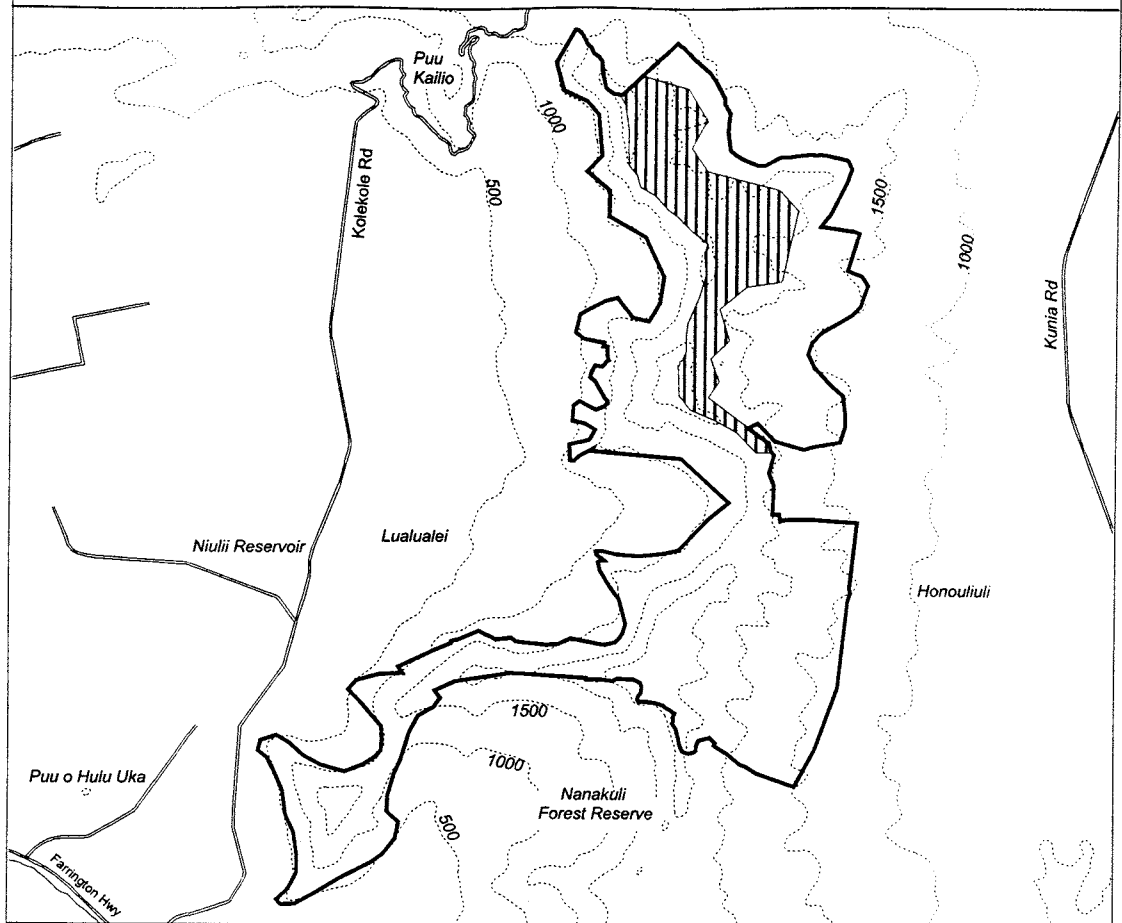 Puu
Kailio
1000
500
Kolekole Rd
1500
1000
Kunia Rd
Niulii Reservoir
Lualualei
Honouliuli
1500
1000
Puu o Hulu Uka
Nanakuli
Forest Reserve
500
Farrington Hwy